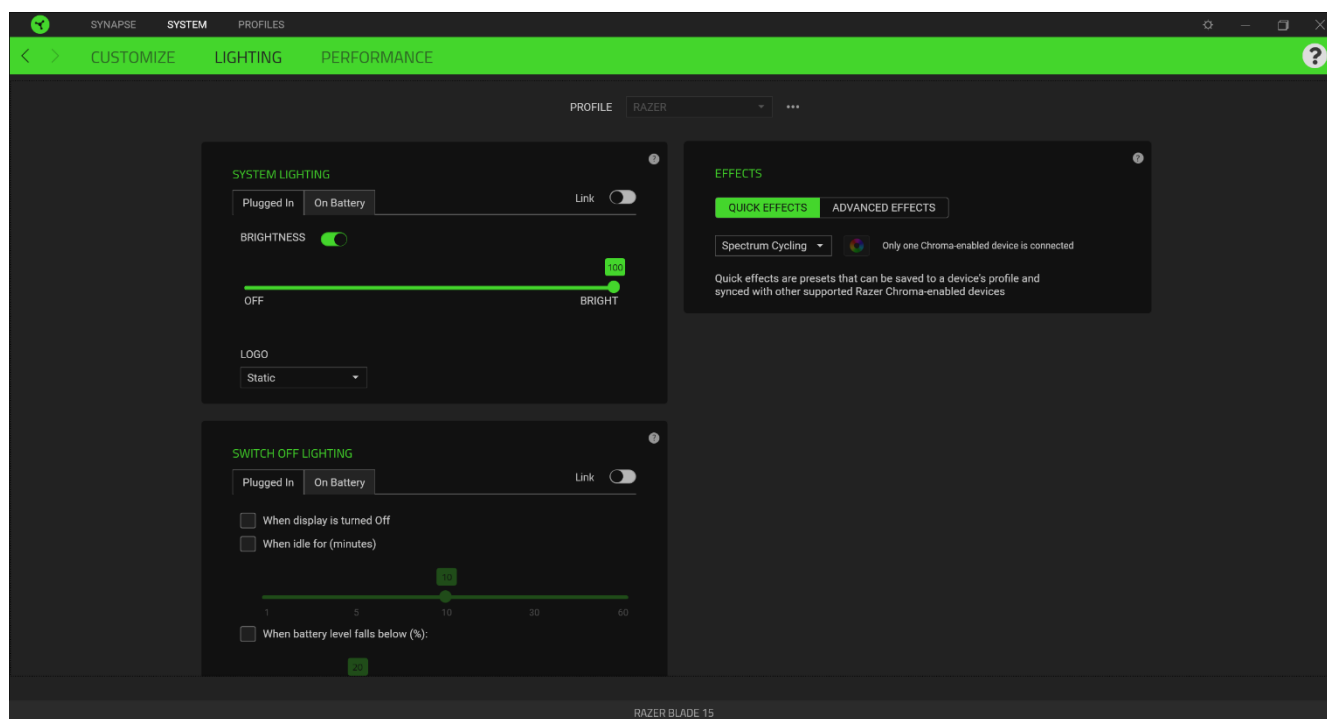 SYNAPSE SYSTEM PROFILES
CUSTOMIZE LIGHTING PERFORMANCE
?
PROFILE RAZER •••
?
SYSTEM LIGHTING
Plugged In On Battery Link
BRIGHTNESS
100
OFF BRIGHT
LOGO
Static
?
EFFECTS
QUICK EFFECTS ADVANCED EFFECTS
Spectrum Cycling Only one Chroma-enabled device is connected
Quick effects are presets that can be saved to a device's profile and
synced with other supported Razer Chroma-enabled devices
?
SWITCH OFF LIGHTING
Plugged In On Battery Link
When display is turned Off
When idle for (minutes)
10
1 5 10 30 60
When battery level falls below (%):
20
RAZER BLADE 15